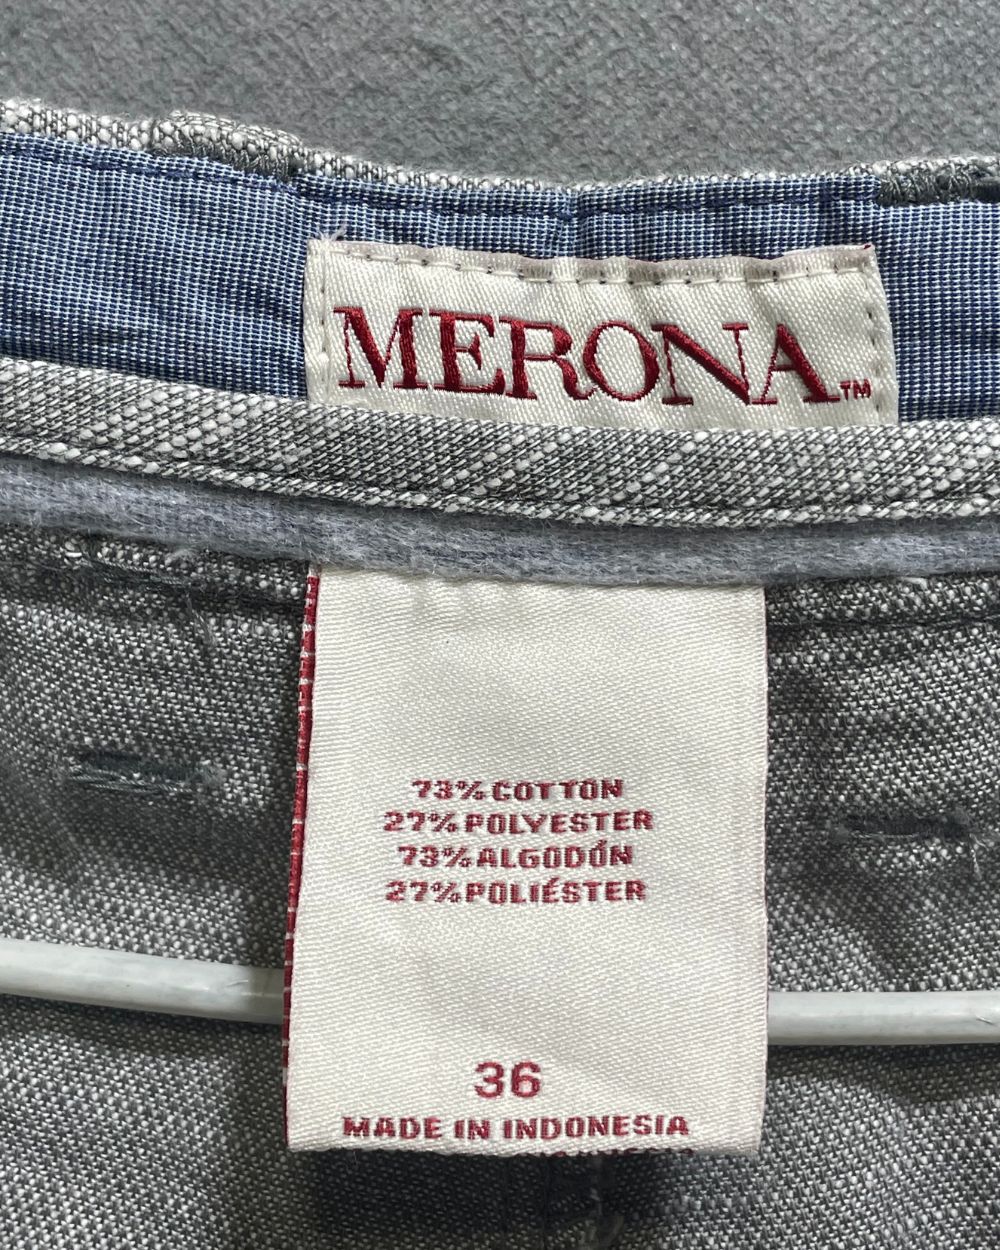 MERONA™
73% COTTON
27% POLYESTER
73% ALGODÓN
27% POLIÉSTER
36
MADE IN INDONESIA